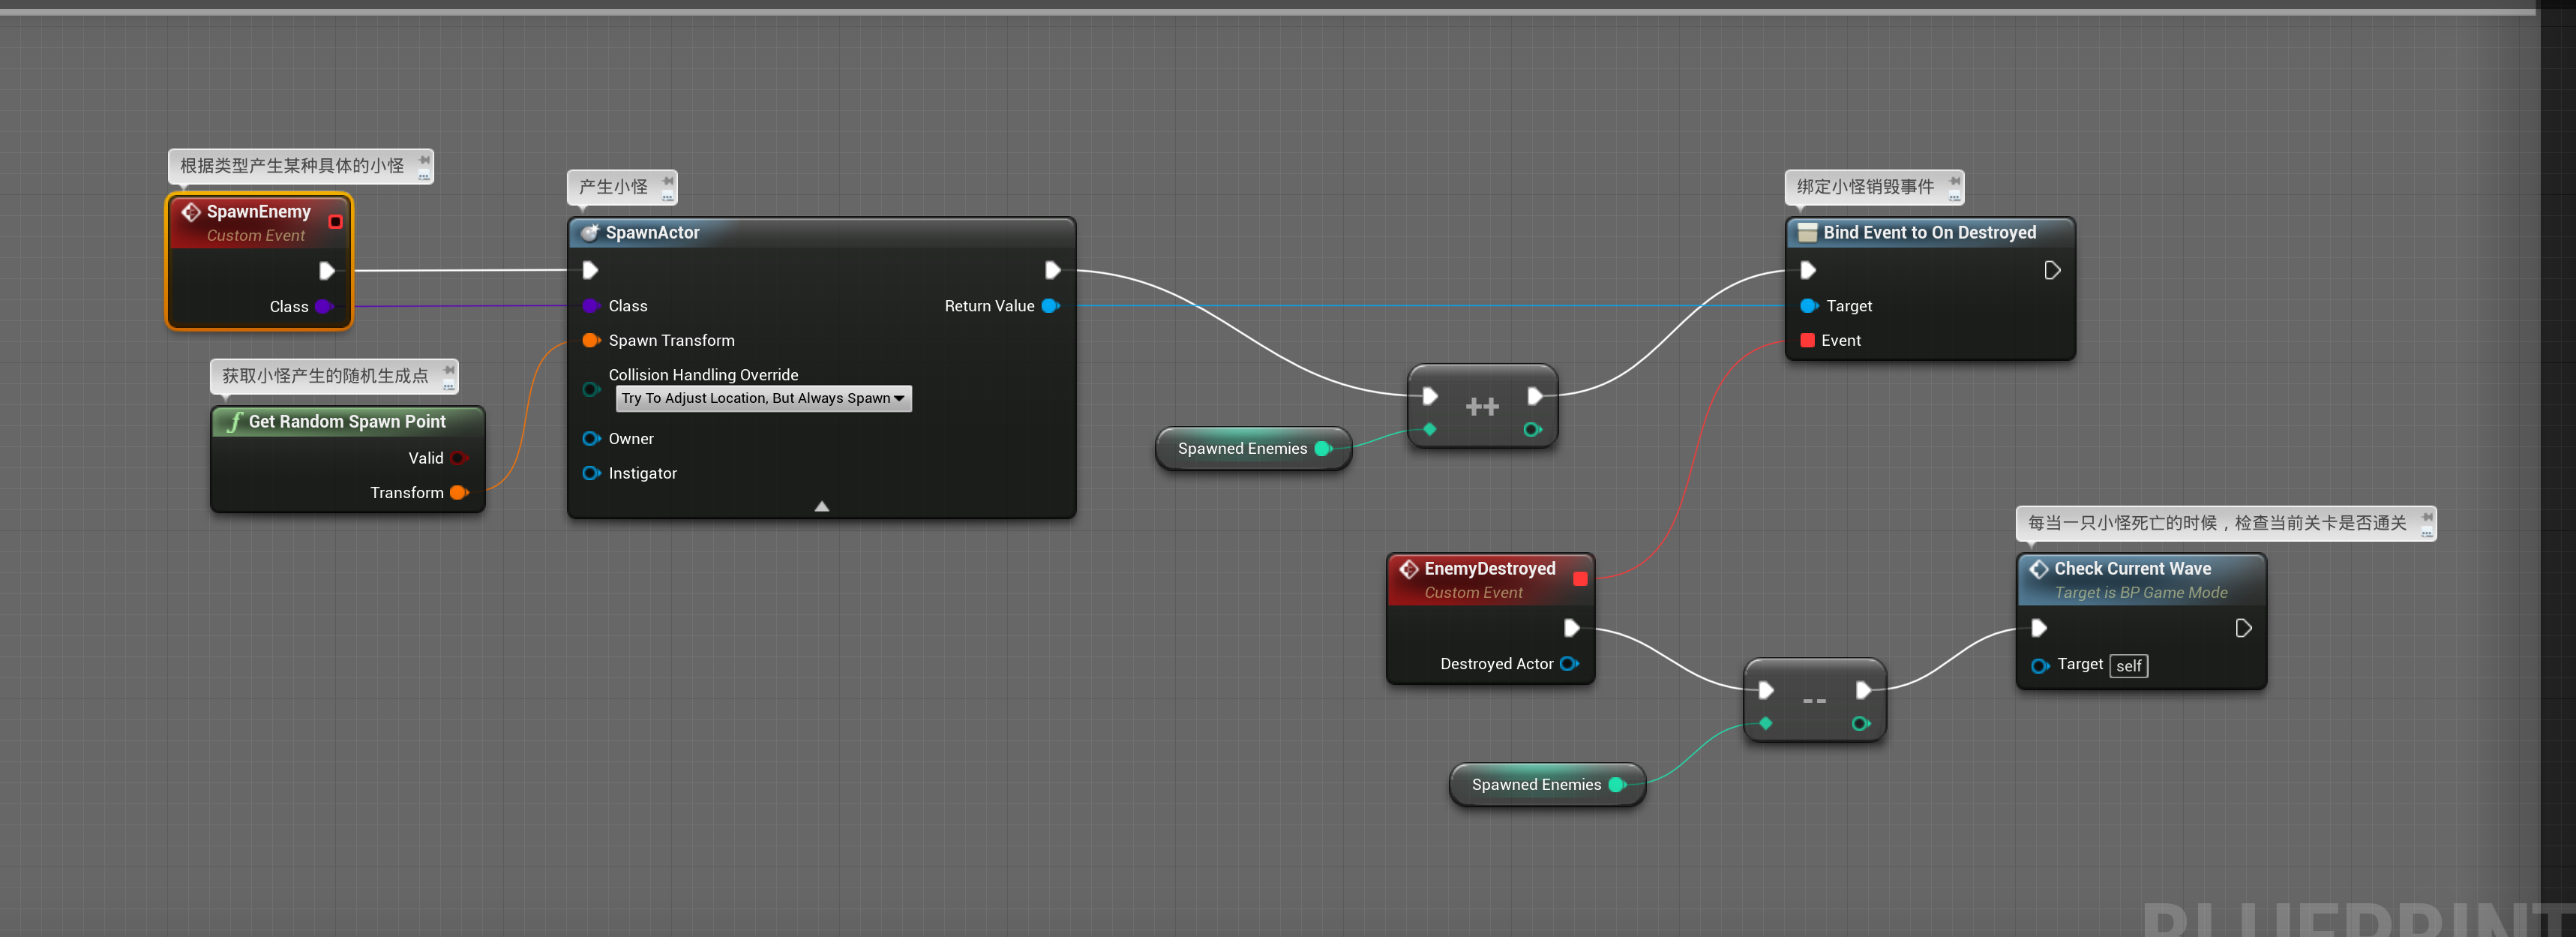 根据类型产生某种具体的小怪
SpawnEnemy
Custom Event
Class
获取小怪产生的随机生成点
Get Random Spawn Point
Valid
Transform
产生小怪
SpawnActor
Class
Return Value
Spawn Transform
Collision Handling Override
Try To Adjust Location, But Always Spawn
Owner
Instigator
Spawned Enemies
++
绑定小怪销毁事件
Bind Event to On Destroyed
Target
Event
EnemyDestroyed
Custom Event
Destroyed Actor
Spawned Enemies
--
每当一只小怪死亡的时候，检查当前关卡是否通关
Check Current Wave
Target is BP Game Mode
Target self
BLUEPRINT